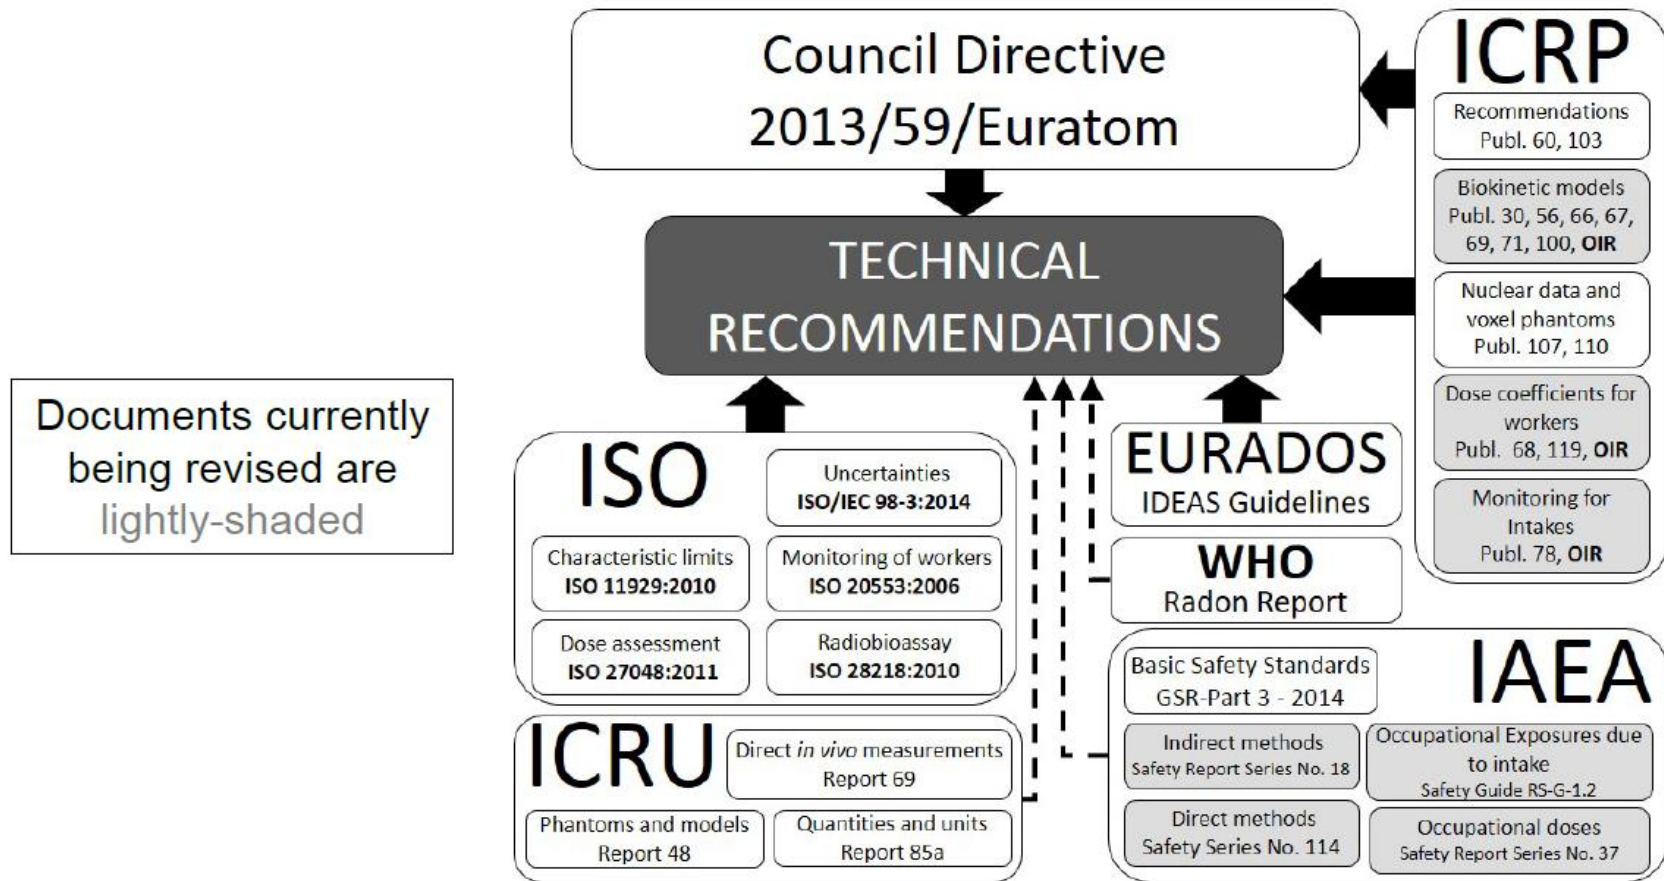 Council Directive
2013/59/Euratom
ICRP
Recommendations
Publ. 60, 103
Biokinetic models
Publ. 30, 56, 66, 67,
69, 71, 100, OIR
Nuclear data and
voxel phantoms
Publ. 107, 110
Dose coefficients for
workers
Publ. 68, 119, OIR
Monitoring for
Intakes
Publ. 78, OIR
TECHNICAL
RECOMMENDATIONS
Documents currently
being revised are
lightly-shaded
ISO
Uncertainties
ISO/IEC 98-3:2014
Characteristic limits
ISO 11929:2010
Monitoring of workers
ISO 20553:2006
Dose assessment
ISO 27048:2011
Radiobioassay
ISO 28218:2010
EURADOS
IDEAS Guidelines
WHO
Radon Report
ICRU
Direct in vivo measurements
Report 69
Phantoms and models
Report 48
Quantities and units
Report 85a
IAEA
Basic Safety Standards
GSR-Part 3 - 2014
Indirect methods
Safety Report Series No. 18
Occupational Exposures due
to intake
Safety Guide RS-G-1.2
Direct methods
Safety Series No. 114
Occupational doses
Safety Report Series No. 37